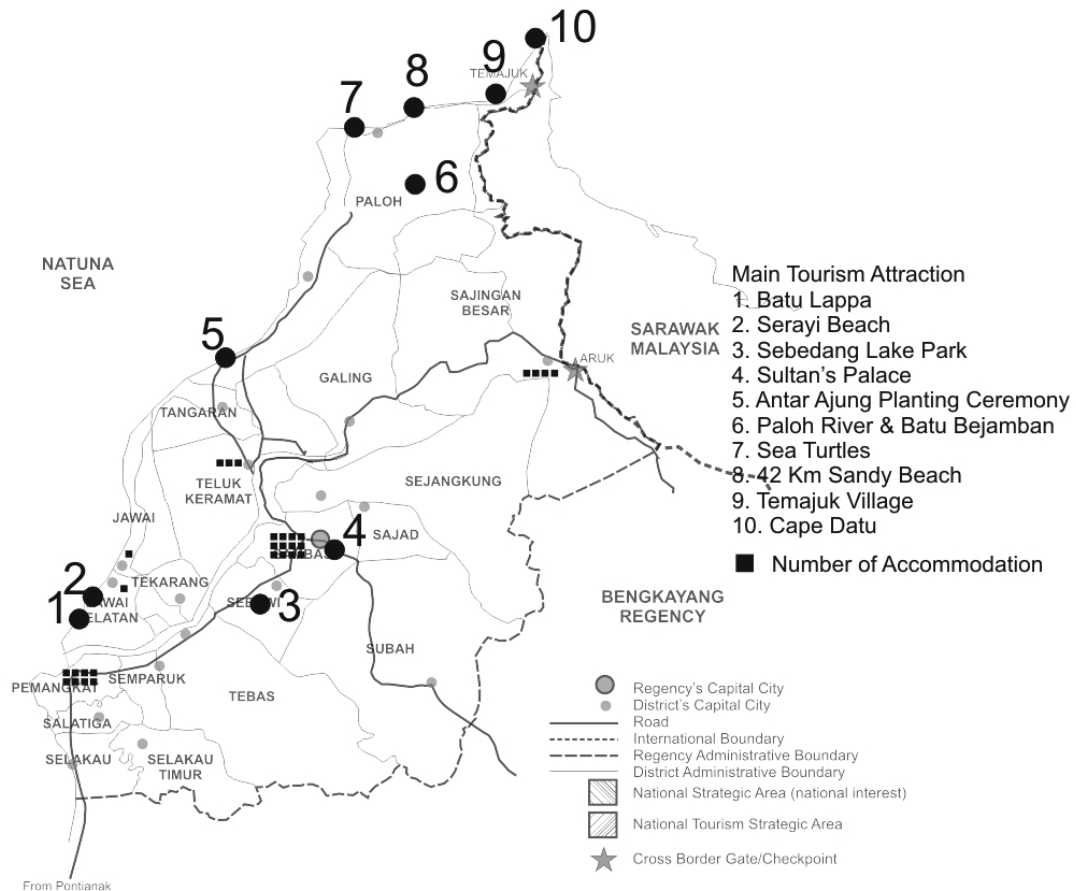 10
9
TEMAJUK
8
7
6
PALOH
NATUNA
SEA
SAJINGAN
BESAR
Main Tourism Attraction
1. Batu Lappa
2. Serayi Beach
3. Sebedang Lake Park
4. Sultan's Palace
5. Antar Ajung Planting Ceremony
6. Paloh River & Batu Bejamban
7. Sea Turtles
8. 42 Km Sandy Beach
9. Temajuk Village
10. Cape Datu
Number of Accommodation
SARAWAK
MALAYSIA
5
ARUK
GALING
TANGARAN
TELUK
KERAMAT
SEJANGKUNG
JAWAI
4
SAJAD
2
TEKARANG
1
3
BENGKAYANG
REGENCY
SUBAH
PEMANGKAT
SEMPARUK
TEBAS
SALATIGA
SELAKAU
SELAKAU
TIMUR
Regency's Capital City
District's Capital City
Road
International Boundary
Regency Administrative Boundary
District Administrative Boundary
National Strategic Area (national interest)
National Tourism Strategic Area
Cross Border Gate/Checkpoint
From Pontianak